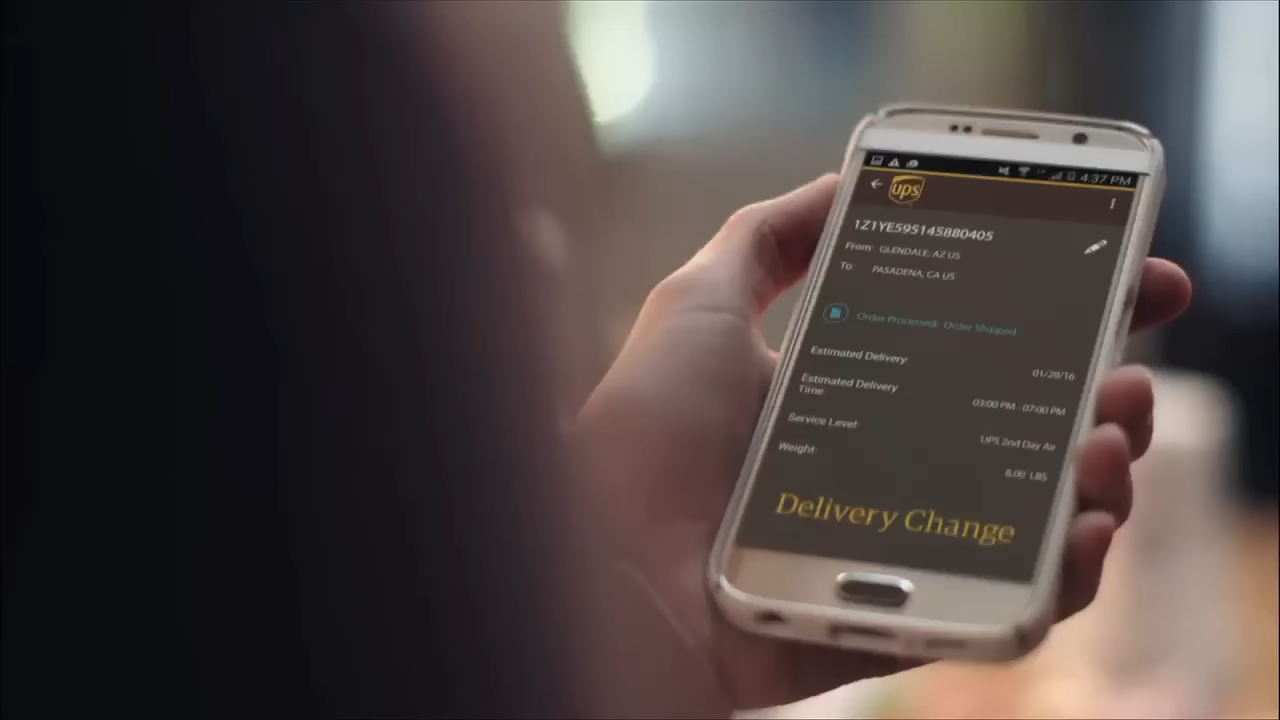 4:37 PM
ups
1Z1YE595145880405
From: GLENDALE, AZ US
To: PASADENA, CA US
Order Processed: Order Shipped
Estimated Delivery: 01/29/16
Estimated Delivery Time: 03:00 PM - 07:00 PM
Service Level: UPS 2nd Day Air
Weight: 8.00 LBS
Delivery Change